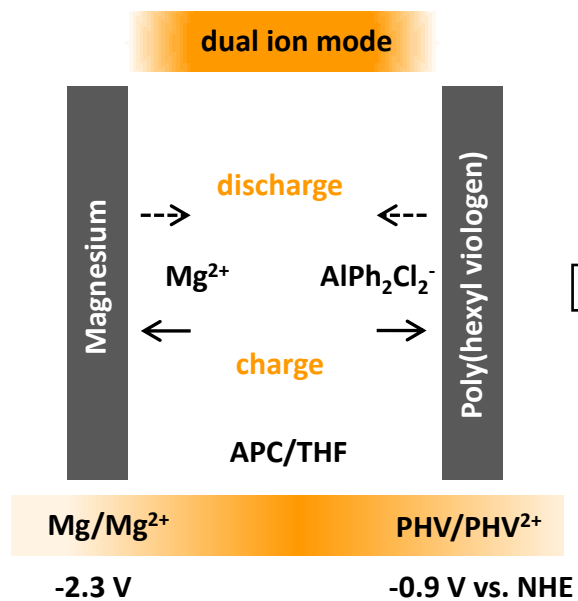 dual ion mode
Magnesium
Poly(hexyl viologen)
discharge
Mg²⁺ AlPh₂Cl₂⁻
charge
APC/THF
Mg/Mg²⁺ PHV/PHV²⁺
-2.3 V -0.9 V vs. NHE